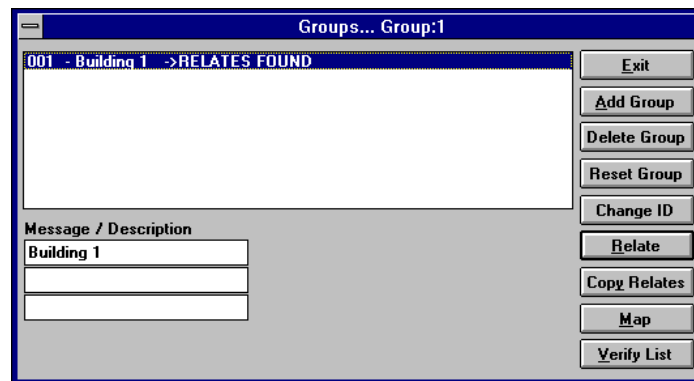 Groups... Group:1
001 - Building 1 ->RELATES FOUND
Exit
Add Group
Delete Group
Reset Group
Change ID
Relate
Copy Relates
Map
Verify List
Message / Description
Building 1